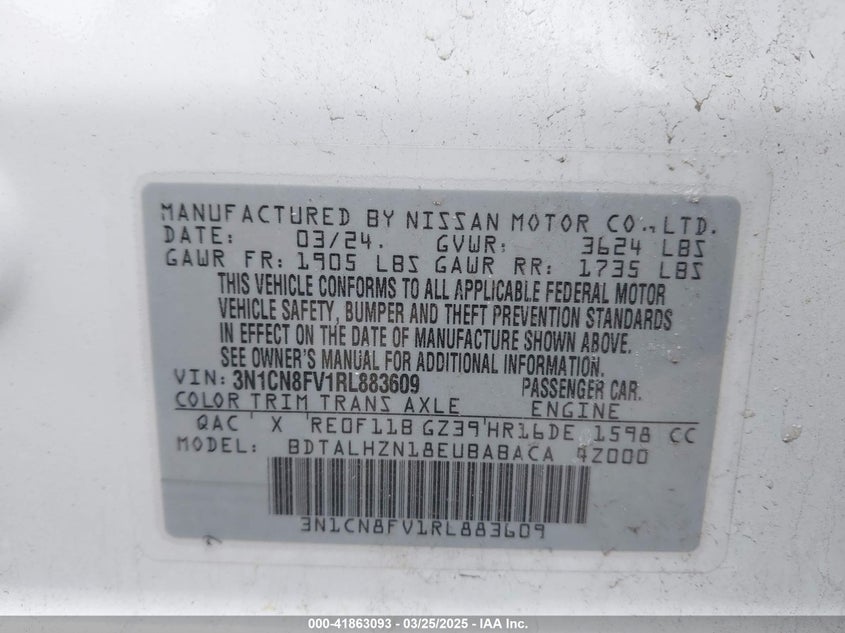 MANUFACTURED BY NISSAN MOTOR CO., LTD.
DATE: 03/24. GVWR: 3624 LBS
GAWR FR: 1905 LBS GAWR RR: 1735 LBS
THIS VEHICLE CONFORMS TO ALL APPLICABLE FEDERAL MOTOR
VEHICLE SAFETY, BUMPER AND THEFT PREVENTION STANDARDS
IN EFFECT ON THE DATE OF MANUFACTURE SHOWN ABOVE.
SEE OWNER'S MANUAL FOR ADDITIONAL INFORMATION.
VIN: 3N1CN8FV1RL883609 PASSENGER CAR.
COLOR TRIM TRANS AXLE ENGINE
QAC X RE0F11B GZ39 HR16DE 1598 CC
MODEL: BDTALHZN18EUBABACA 4Z000
3N1CN8FV1RL883609
000-41863093 - 03/25/2025 - IAA Inc.